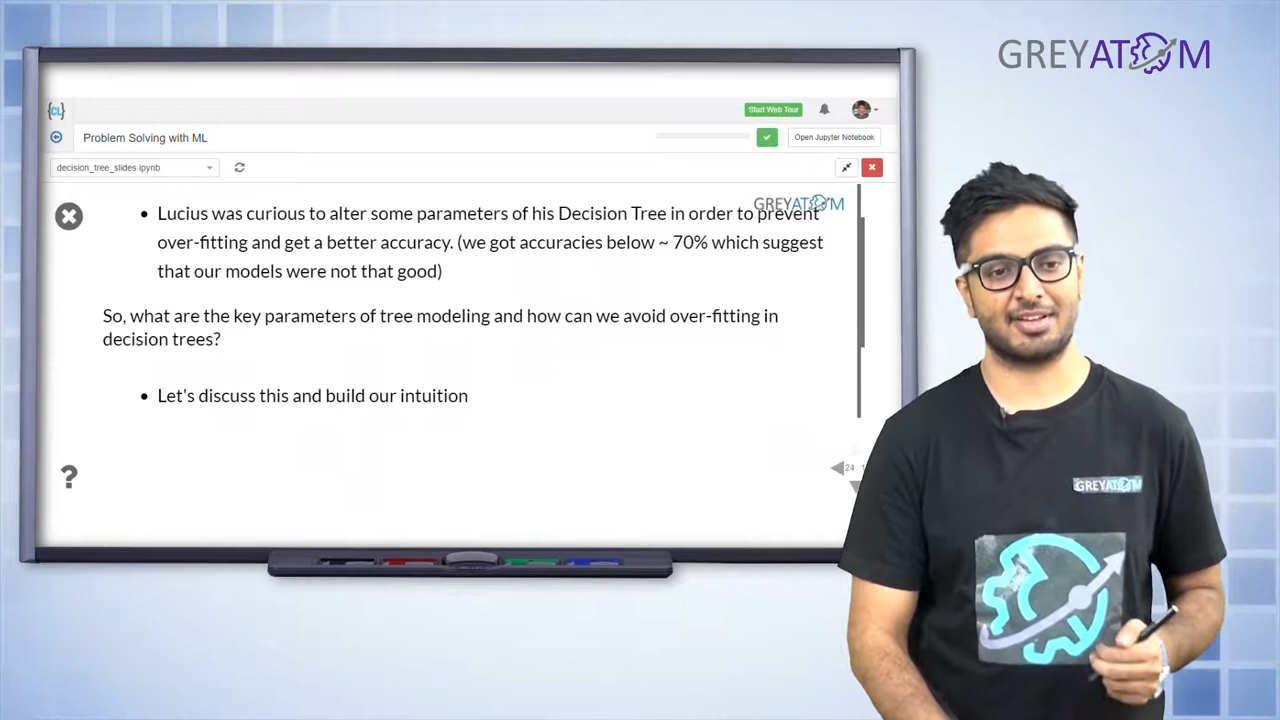 GREYATOM
{CL}
Start Web Tour
Problem Solving with ML
Open Jupyter Notebook
decision_tree_slides.ipynb
GREYATOM
• Lucius was curious to alter some parameters of his Decision Tree in order to prevent
over-fitting and get a better accuracy. (we got accuracies below ~ 70% which suggest
that our models were not that good)
So, what are the key parameters of tree modeling and how can we avoid over-fitting in
decision trees?
• Let's discuss this and build our intuition
?
24
GREYATOM